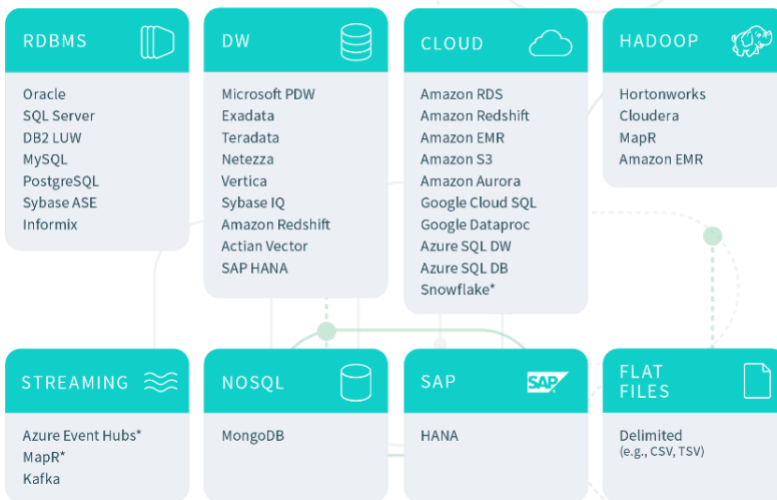 RDBMS
Oracle
SQL Server
DB2 LUW
MySQL
PostgreSQL
Sybase ASE
Informix
DW
Microsoft PDW
Exadata
Teradata
Netezza
Vertica
Sybase IQ
Amazon Redshift
Actian Vector
SAP HANA
CLOUD
Amazon RDS
Amazon Redshift
Amazon EMR
Amazon S3
Amazon Aurora
Google Cloud SQL
Google Dataproc
Azure SQL DW
Azure SQL DB
Snowflake*
HADOOP
Hortonworks
Cloudera
MapR
Amazon EMR
STREAMING
Azure Event Hubs*
MapR*
Kafka
NOSQL
MongoDB
SAP
SAP
HANA
FLAT
FILES
Delimited
(e.g., CSV, TSV)